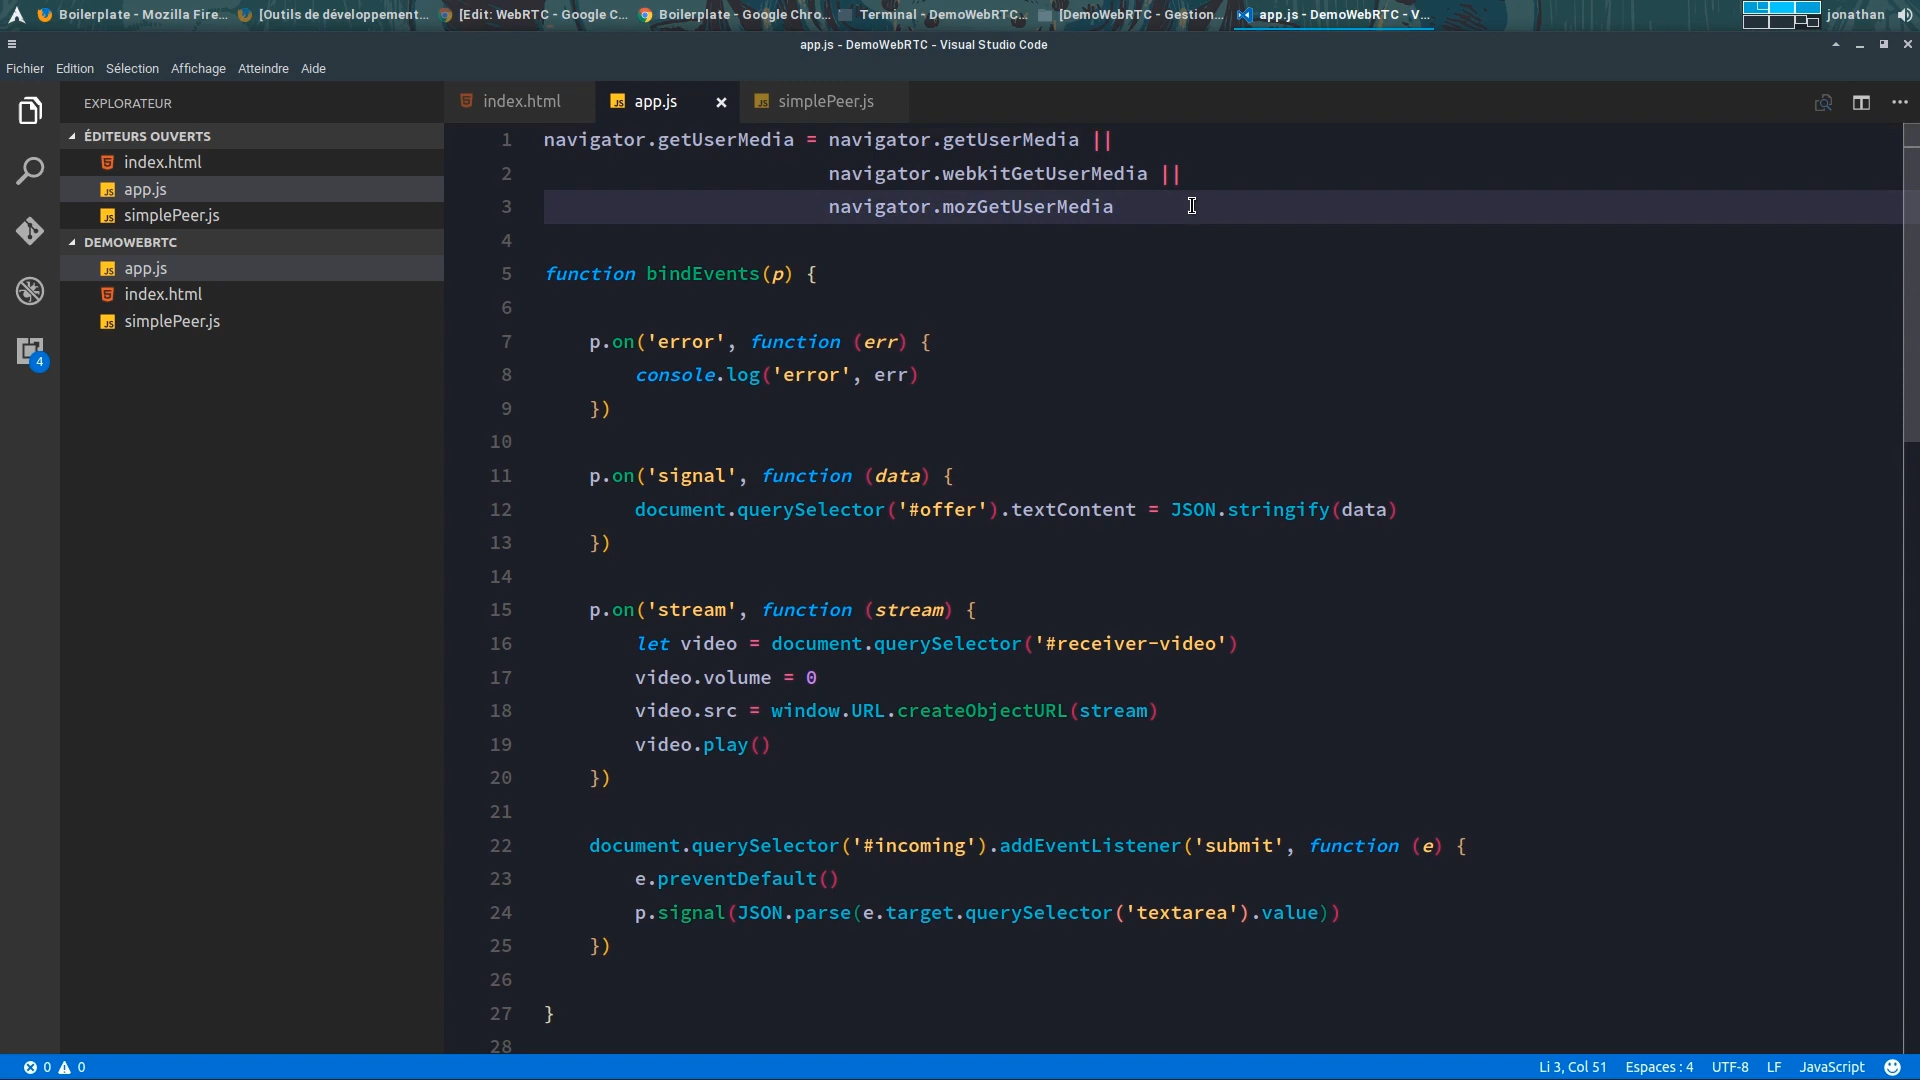 Boilerplate - Mozilla Fire... [Outils de développement... [Edit: WebRTC - Google C... Boilerplate - Google Chro... Terminal - DemoWebRTC... [DemoWebRTC - Gestion... app.js - DemoWebRTC - V... jonathan
app.js - DemoWebRTC - Visual Studio Code
Fichier Edition Sélection Affichage Atteindre Aide
EXPLORATEUR
ÉDITEURS OUVERTS
index.html
app.js
simplePeer.js
DEMOWEBRTC
app.js
index.html
simplePeer.js
4
index.html app.js × simplePeer.js
1 navigator.getUserMedia = navigator.getUserMedia ||
2 navigator.webkitGetUserMedia ||
3 navigator.mozGetUserMedia
4
5 function bindEvents(p) {
6
7 p.on('error', function (err) {
8 console.log('error', err)
9 })
10
11 p.on('signal', function (data) {
12 document.querySelector('#offer').textContent = JSON.stringify(data)
13 })
14
15 p.on('stream', function (stream) {
16 let video = document.querySelector('#receiver-video')
17 video.volume = 0
18 video.src = window.URL.createObjectURL(stream)
19 video.play()
20 })
21
22 document.querySelector('#incoming').addEventListener('submit', function (e) {
23 e.preventDefault()
24 p.signal(JSON.parse(e.target.querySelector('textarea').value))
25 })
26
27 }
28
0 0 Li 3, Col 51 Espaces : 4 UTF-8 LF JavaScript